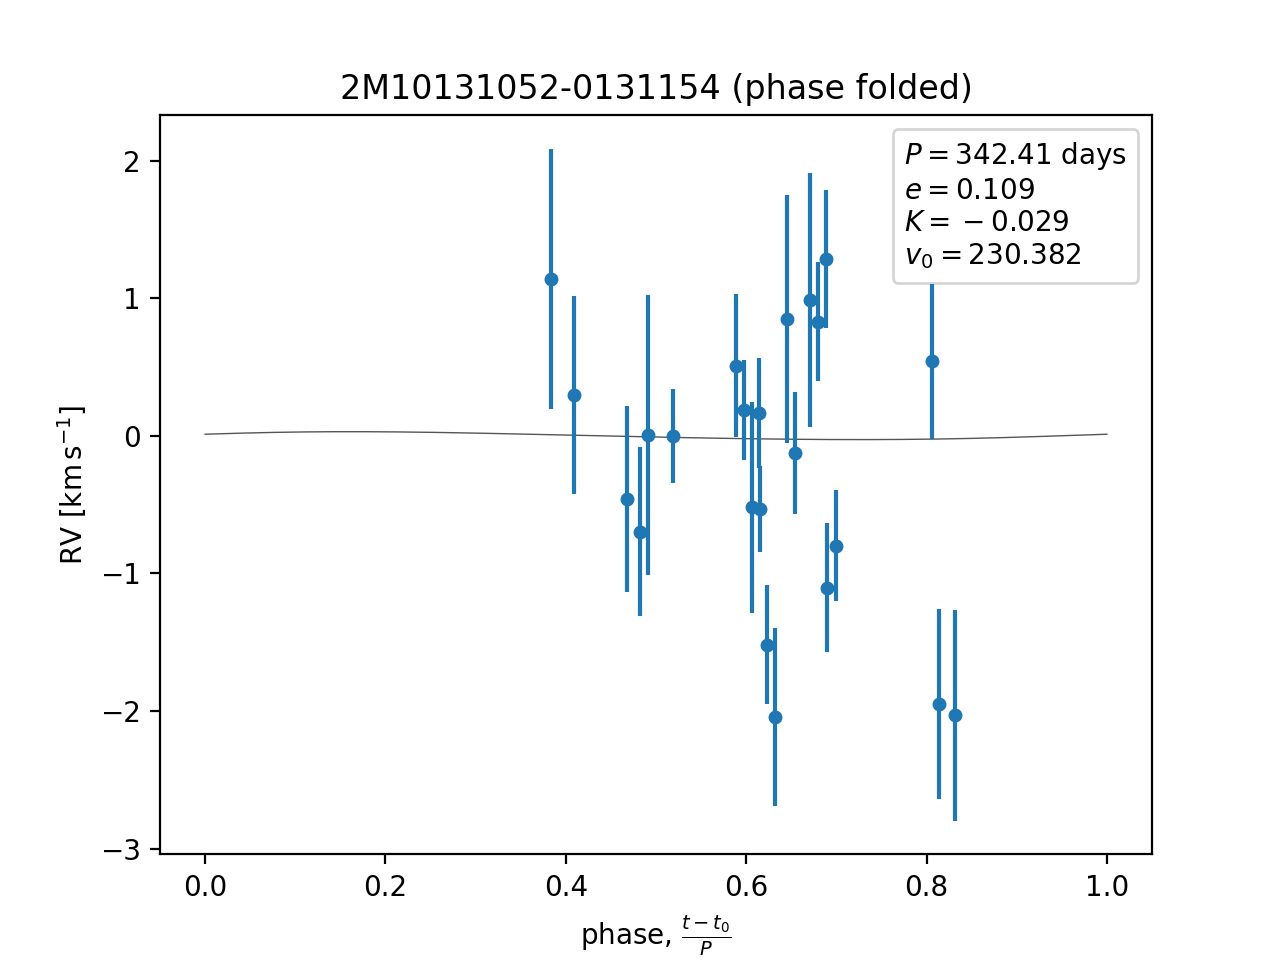 2M10131052-0131154 (phase folded)
P = 342.41 days
e = 0.109
K = −0.029
v₀ = 230.382
RV [km s⁻¹]
2
1
0
−1
−2
−3
0.0 0.2 0.4 0.6 0.8 1.0
phase, (t − t₀)/P